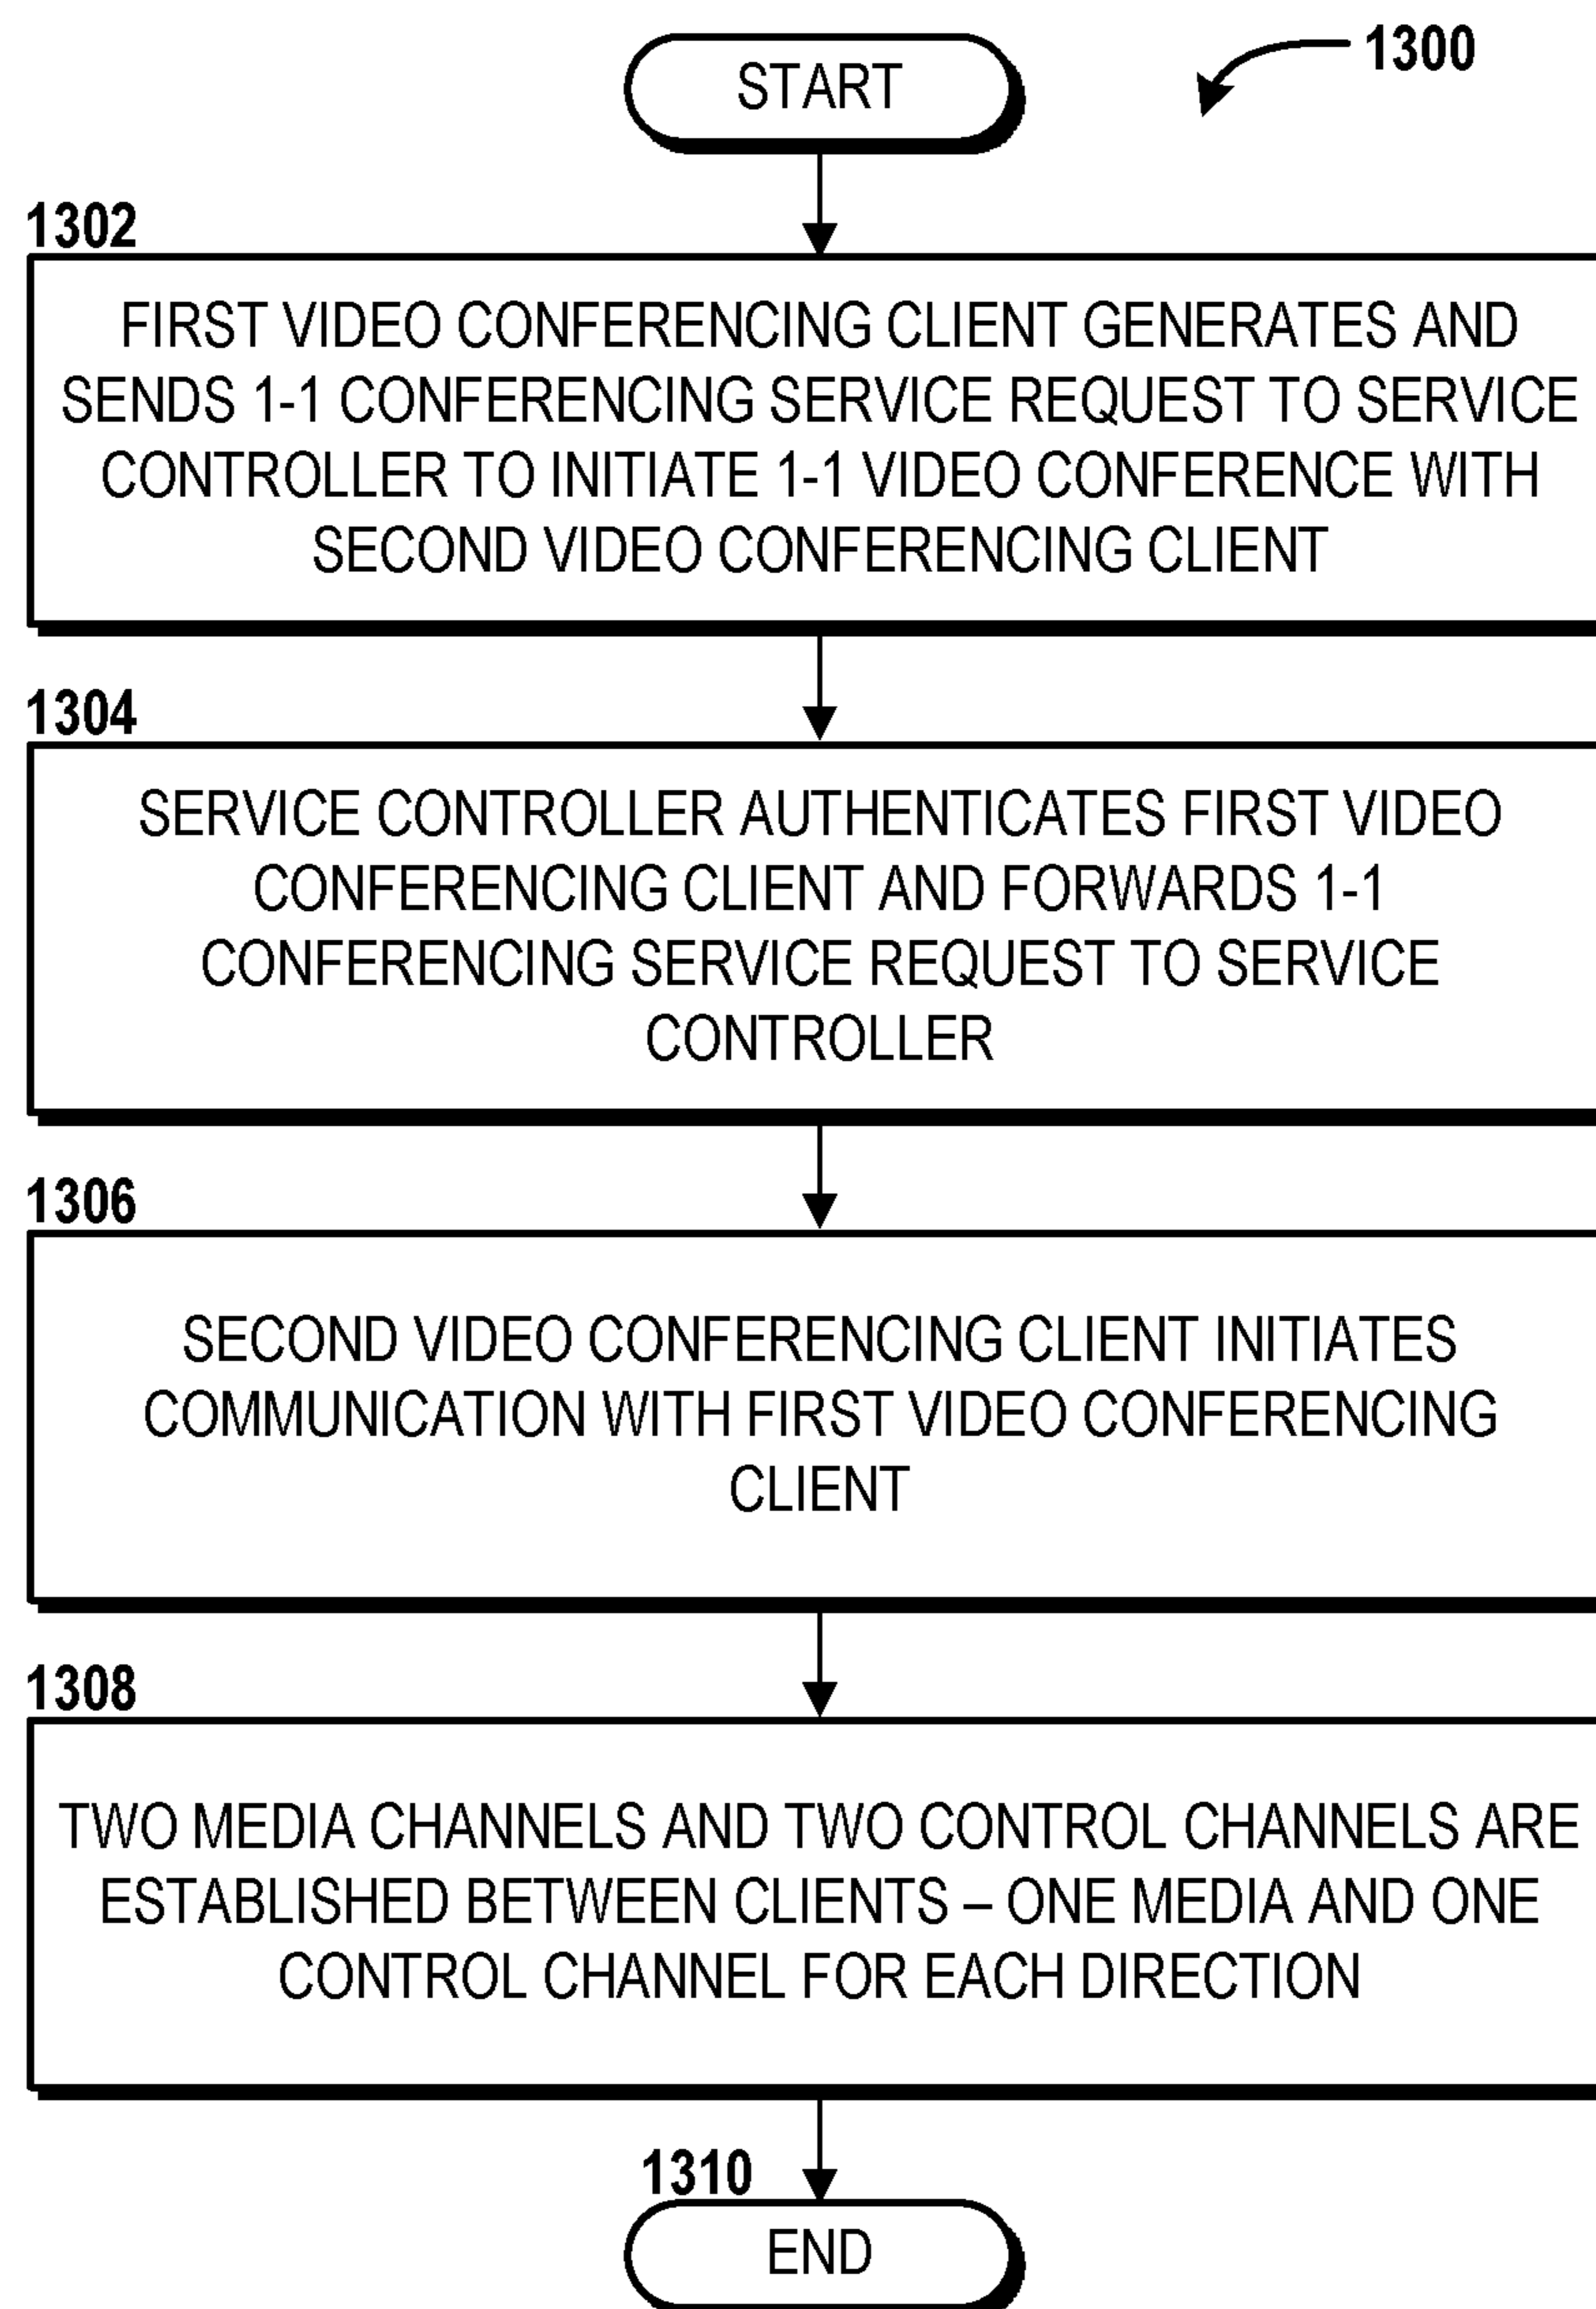 START
1300
1302
FIRST VIDEO CONFERENCING CLIENT GENERATES AND
SENDS 1-1 CONFERENCING SERVICE REQUEST TO SERVICE
CONTROLLER TO INITIATE 1-1 VIDEO CONFERENCE WITH
SECOND VIDEO CONFERENCING CLIENT
1304
SERVICE CONTROLLER AUTHENTICATES FIRST VIDEO
CONFERENCING CLIENT AND FORWARDS 1-1
CONFERENCING SERVICE REQUEST TO SERVICE
CONTROLLER
1306
SECOND VIDEO CONFERENCING CLIENT INITIATES
COMMUNICATION WITH FIRST VIDEO CONFERENCING
CLIENT
1308
TWO MEDIA CHANNELS AND TWO CONTROL CHANNELS ARE
ESTABLISHED BETWEEN CLIENTS – ONE MEDIA AND ONE
CONTROL CHANNEL FOR EACH DIRECTION
1310
END